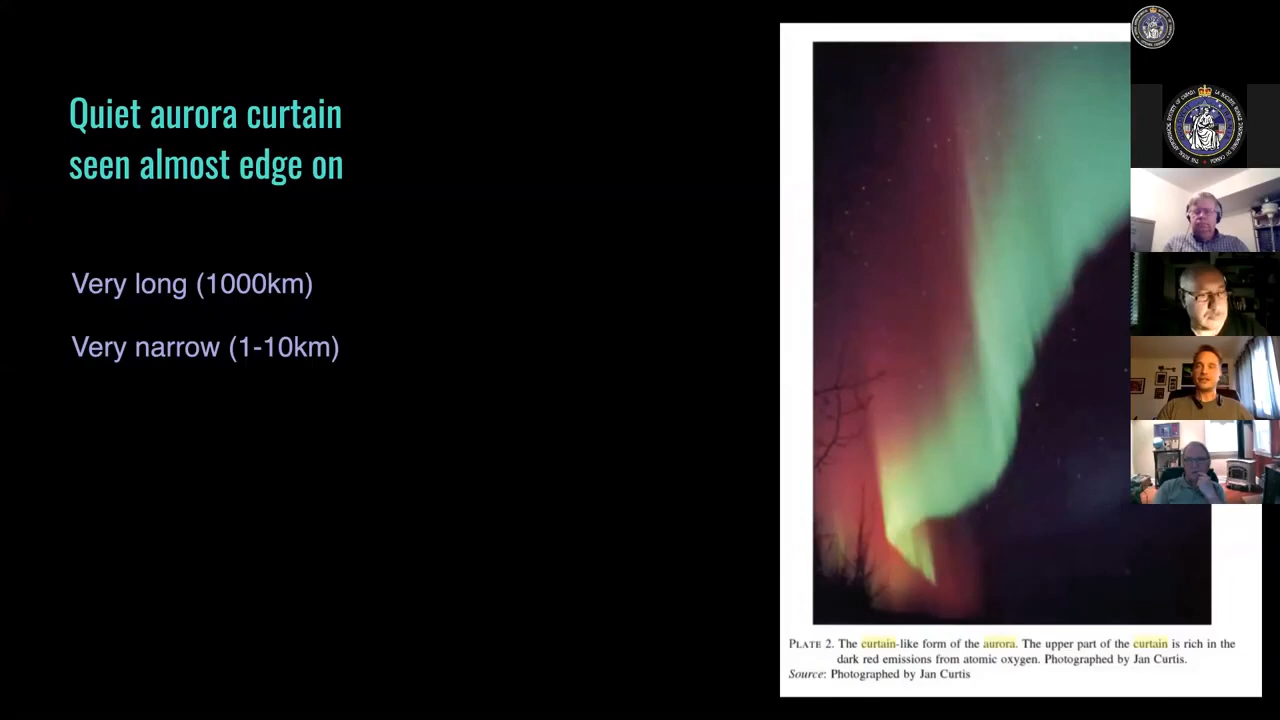 Quiet aurora curtain
seen almost edge on
Very long (1000km)
Very narrow (1-10km)
PLATE 2. The curtain-like form of the aurora. The upper part of the curtain is rich in the
dark red emissions from atomic oxygen. Photographed by Jan Curtis.
Source: Photographed by Jan Curtis